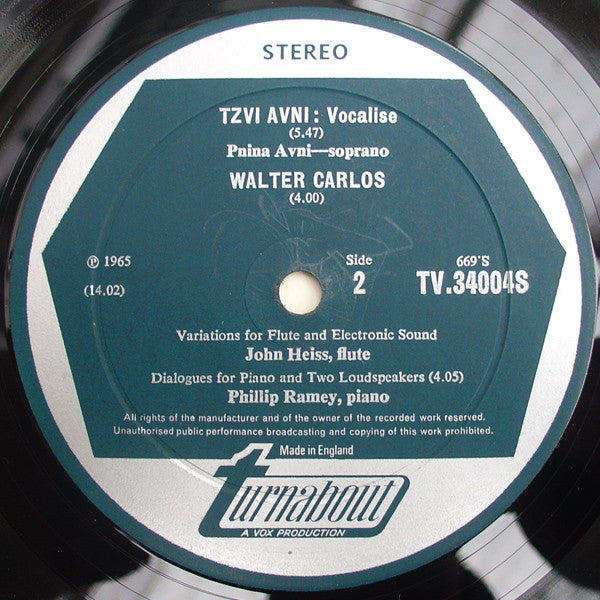 STEREO
TZVI AVNI: Vocalise
(5.47)
Pnina Avni—soprano
WALTER CARLOS
(4.00)
℗ 1965
(14.02)
Side
2
669'S
TV.34004S
Variations for Flute and Electronic Sound
John Heiss, flute
Dialogues for Piano and Two Loudspeakers (4.05)
Phillip Ramey, piano
All rights of the manufacturer and of the owner of the recorded work reserved.
Unauthorised public performance broadcasting and copying of this work prohibited.
Made in England
turnabout
A VOX PRODUCTION